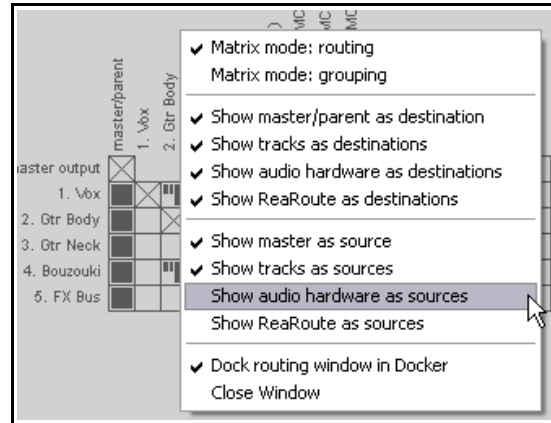 MC
MC
MC
master/parent
1. Vox
2. Gtr Body
master output
1. Vox
2. Gtr Body
3. Gtr Neck
4. Bouzouki
5. FX Bus
✔ Matrix mode: routing
Matrix mode: grouping
✔ Show master/parent as destination
✔ Show tracks as destinations
✔ Show audio hardware as destinations
✔ Show ReaRoute as destinations
✔ Show master as source
✔ Show tracks as sources
Show audio hardware as sources
Show ReaRoute as sources
✔ Dock routing window in Docker
Close Window